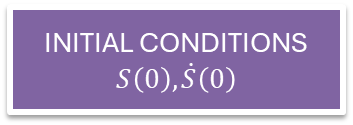 INITIAL CONDITIONS
S(0), Ṡ(0)